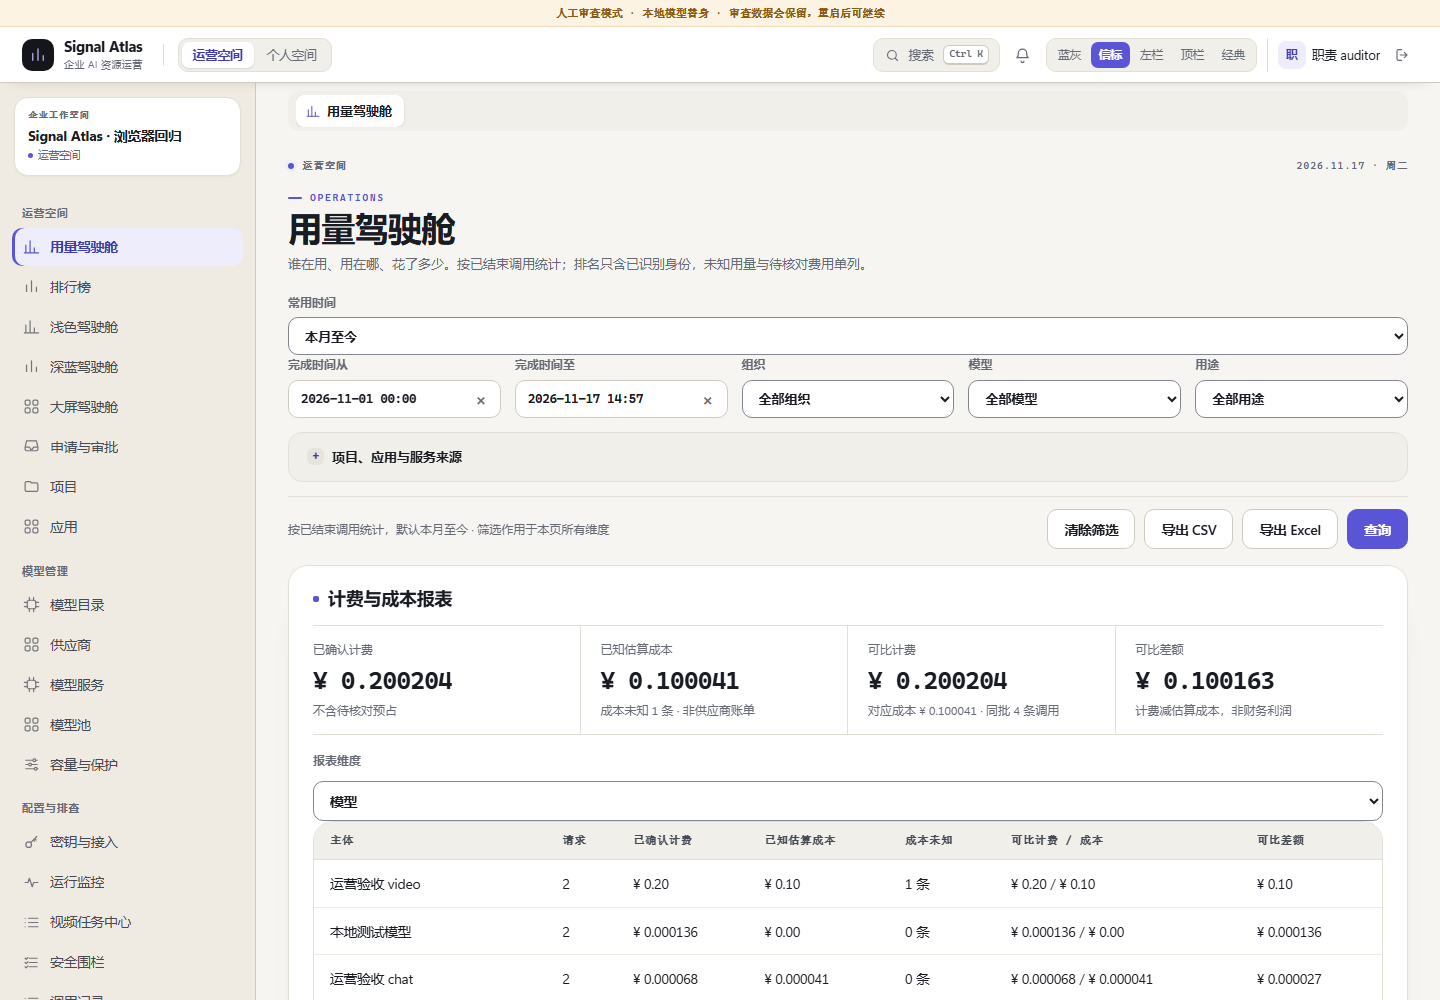 人工审查模式 · 本地模型替身 · 审查数据会保留，重启后可继续
Signal Atlas
企业 AI 资源运营
运营空间
个人空间
搜索
Ctrl K
蓝灰
信标
左栏
顶栏
经典
职
职责 auditor
企业工作空间
Signal Atlas · 浏览器回归
运营空间
运营空间
用量驾驶舱
排行榜
浅色驾驶舱
深蓝驾驶舱
大屏驾驶舱
申请与审批
项目
应用
模型管理
模型目录
供应商
模型服务
模型池
容量与保护
配置与排查
密钥与接入
运行监控
视频任务中心
安全围栏
用量驾驶舱
运营空间
2026.11.17 · 周二
OPERATIONS
用量驾驶舱
谁在用、用在哪、花了多少。按已结束调用统计；排名只含已识别身份，未知用量与待核对费用单列。
常用时间
本月至今
完成时间从
完成时间至
组织
模型
用途
2026-11-01 00:00 ×
2026-11-17 14:57 ×
全部组织
全部模型
全部用途
+ 项目、应用与服务来源
按已结束调用统计，默认本月至今 · 筛选作用于本页所有维度
清除筛选
导出 CSV
导出 Excel
查询
计费与成本报表
已确认计费
¥ 0.200204
不含待核对预占
已知估算成本
¥ 0.100041
成本未知 1 条 · 非供应商账单
可比计费
¥ 0.200204
对应成本 ¥ 0.100041 · 同批 4 条调用
可比差额
¥ 0.100163
计费减估算成本，非财务利润
报表维度
模型
主体 请求 已确认计费 已知估算成本 成本未知 可比计费 / 成本 可比差额
运营验收 video 2 ¥ 0.20 ¥ 0.10 1 条 ¥ 0.20 / ¥ 0.10 ¥ 0.10
本地测试模型 2 ¥ 0.000136 ¥ 0.00 0 条 ¥ 0.000136 / ¥ 0.00 ¥ 0.000136
运营验收 chat 2 ¥ 0.000068 ¥ 0.000041 0 条 ¥ 0.000068 / ¥ 0.000041 ¥ 0.000027